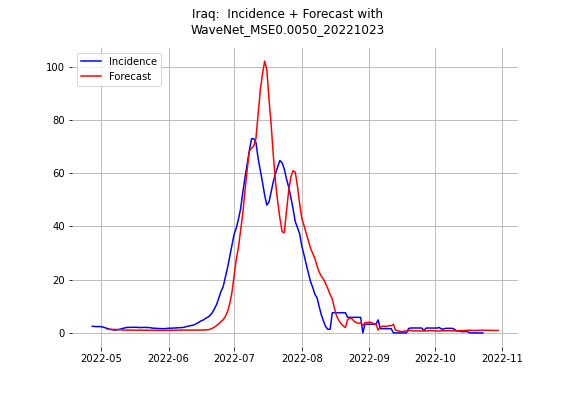 Iraq:  Incidence + Forecast with
WaveNet_MSE0.0050_20221023
Incidence
Forecast
100
80
60
40
20
0
2022-05 2022-06 2022-07 2022-08 2022-09 2022-10 2022-11